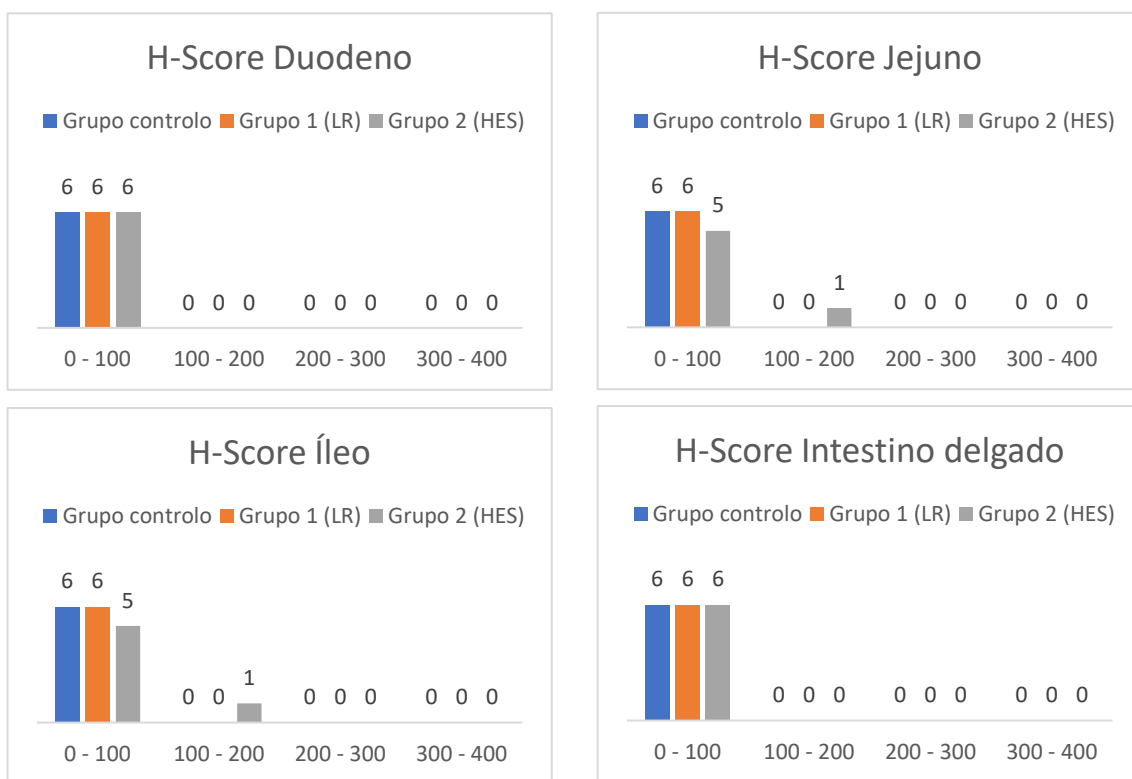 H-Score Duodeno
Grupo controlo Grupo 1 (LR) Grupo 2 (HES)
6 6 6
0 0 0 0 0 0 0 0 0
0 - 100 100 - 200 200 - 300 300 - 400
H-Score Jejuno
Grupo controlo Grupo 1 (LR) Grupo 2 (HES)
6 6
5
1
0 0 0 0 0 0 0 0
0 - 100 100 - 200 200 - 300 300 - 400
H-Score Íleo
Grupo controlo Grupo 1 (LR) Grupo 2 (HES)
6 6
5
1
0 0 0 0 0 0 0 0
0 - 100 100 - 200 200 - 300 300 - 400
H-Score Intestino delgado
Grupo controlo Grupo 1 (LR) Grupo 2 (HES)
6 6 6
0 0 0 0 0 0 0 0 0
0 - 100 100 - 200 200 - 300 300 - 400